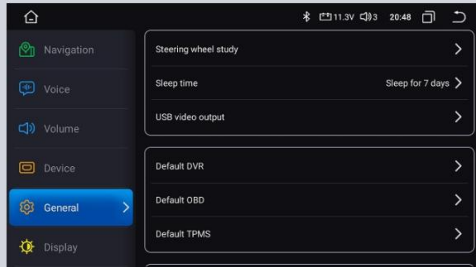 11.3V 3 20:48
Navigation
Voice
Volume
Device
General
Display
Steering wheel study
Sleep time Sleep for 7 days
USB video output
Default DVR
Default OBD
Default TPMS